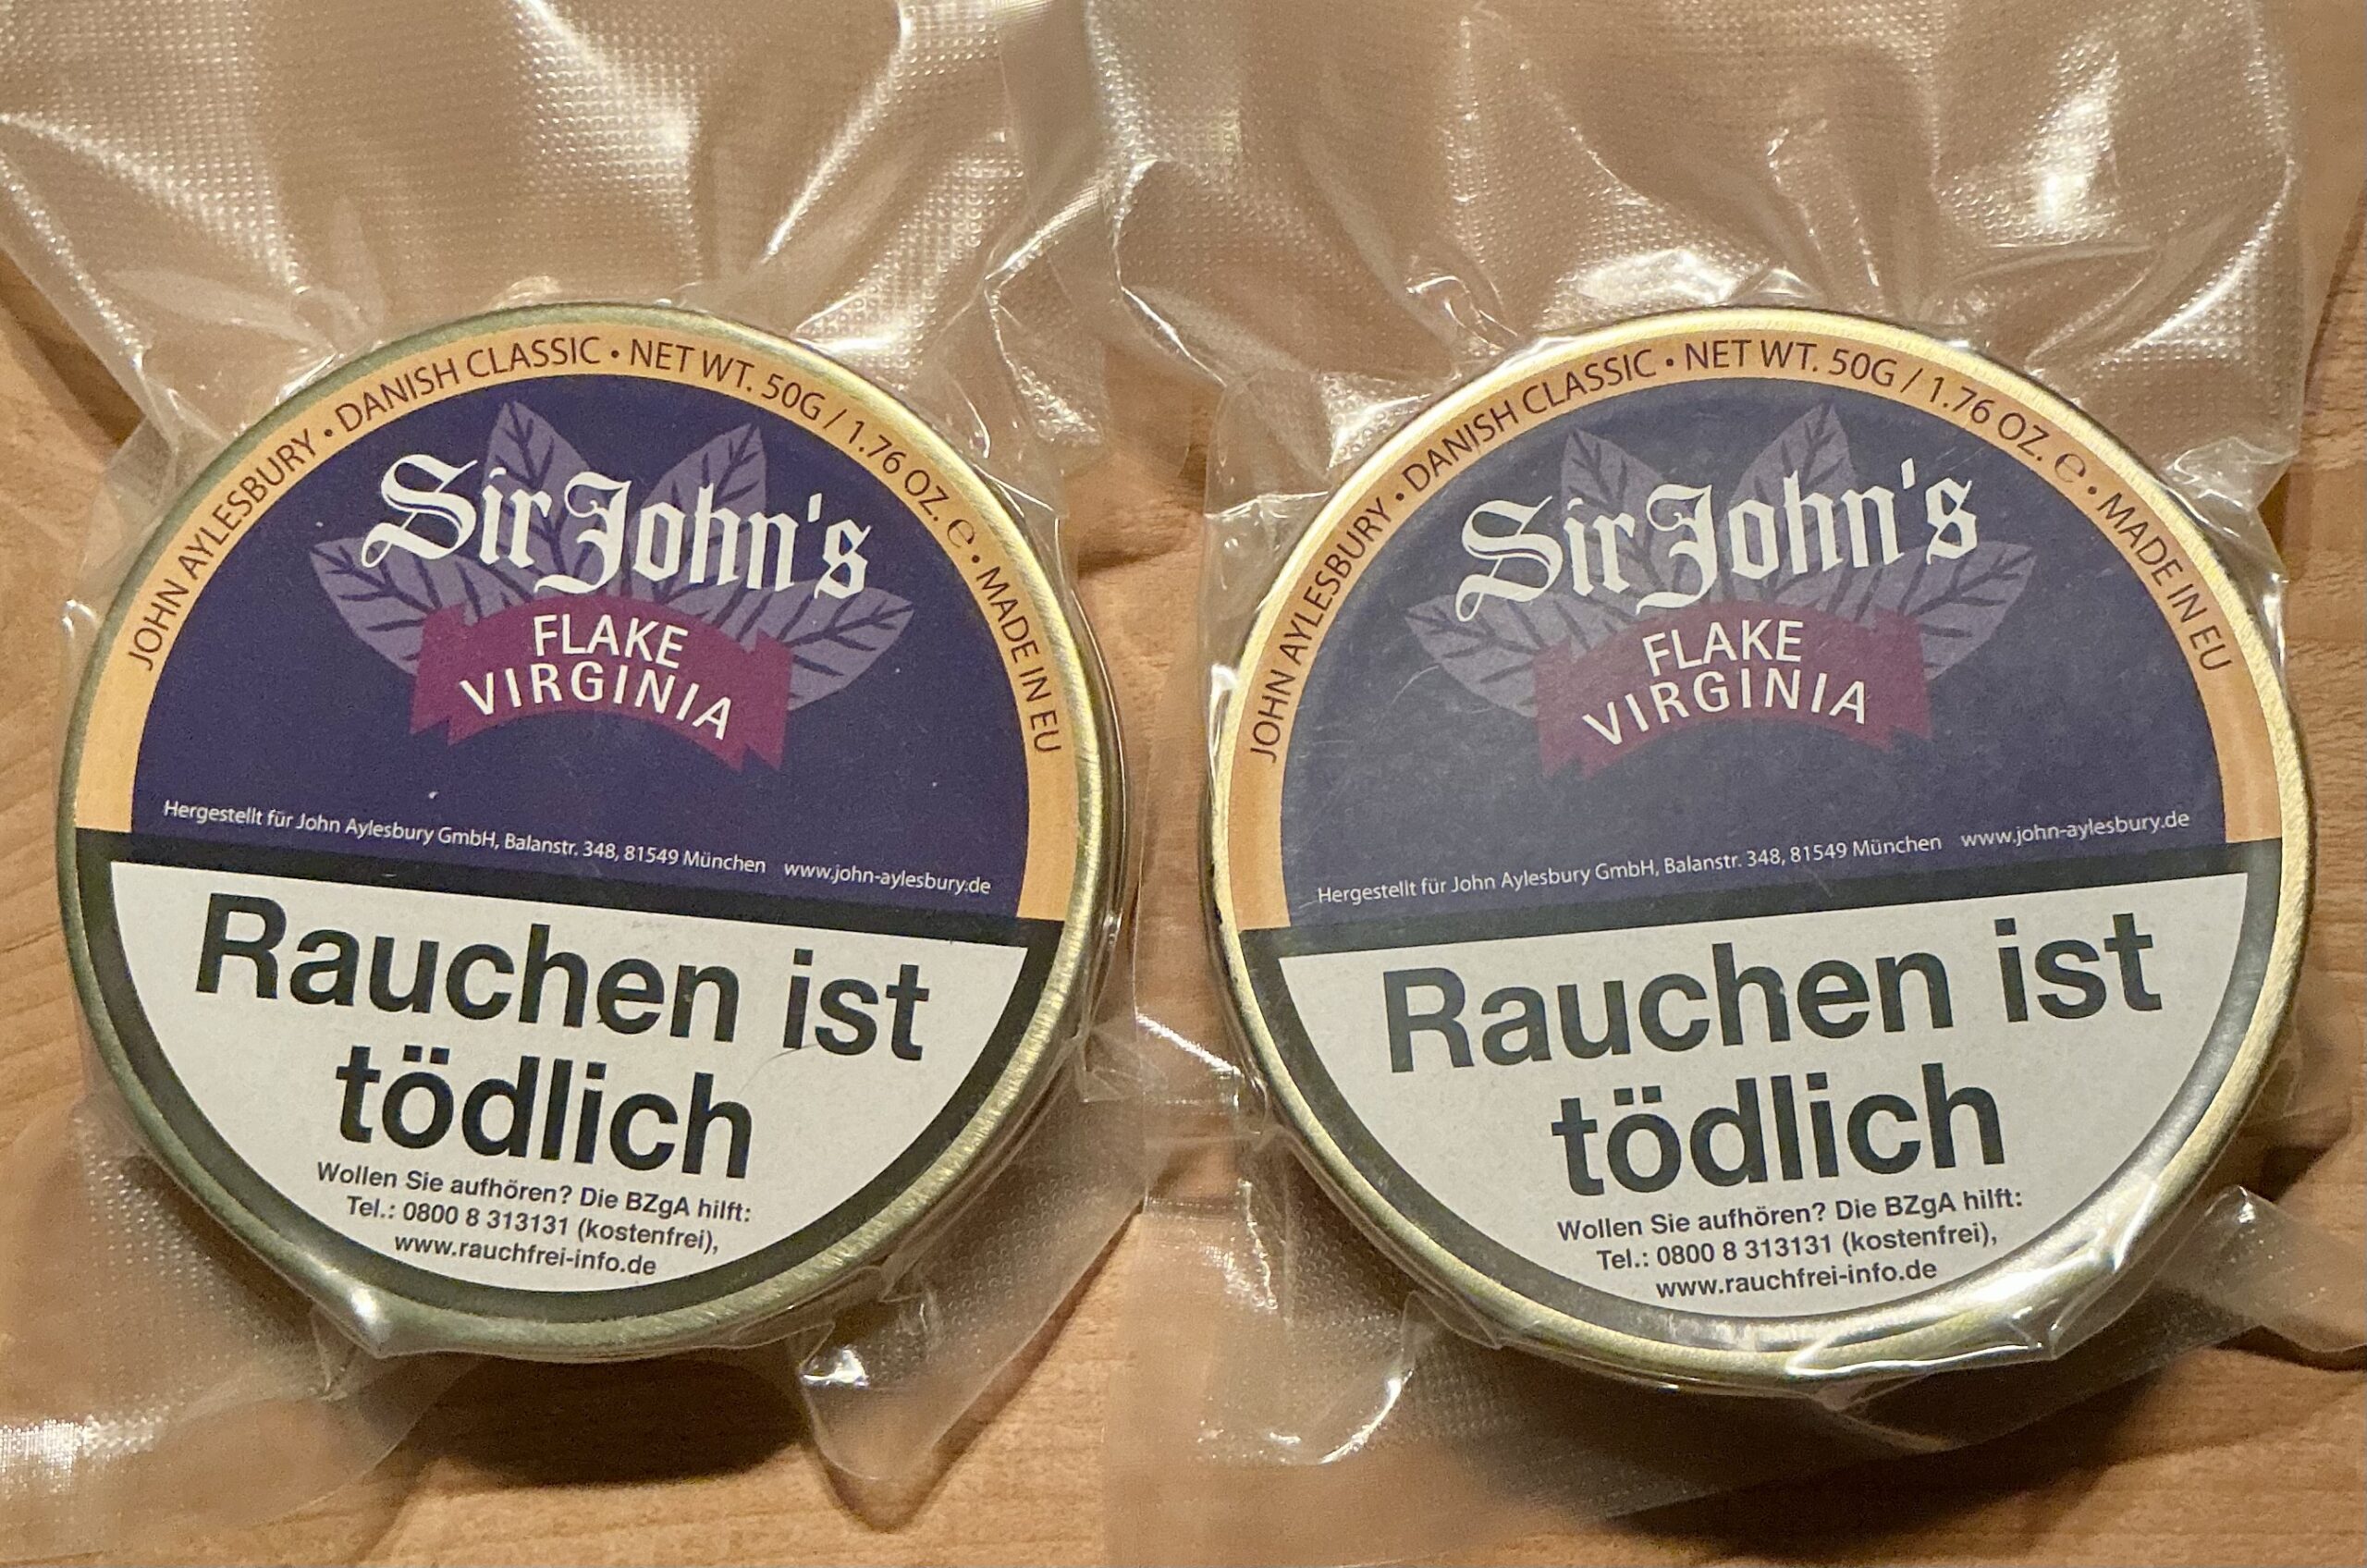 JOHN AYLESBURY • DANISH CLASSIC • NET WT. 50G / 1.76 OZ. ℮ • MADE IN EU
Sir John's
FLAKE
VIRGINIA
Hergestellt für John Aylesbury GmbH, Balanstr. 348, 81549 München www.john-aylesbury.de
Rauchen ist
tödlich
Wollen Sie aufhören? Die BZgA hilft:
Tel.: 0800 8 313131 (kostenfrei),
www.rauchfrei-info.de
JOHN AYLESBURY • DANISH CLASSIC • NET WT. 50G / 1.76 OZ. ℮ • MADE IN EU
Sir John's
FLAKE
VIRGINIA
Hergestellt für John Aylesbury GmbH, Balanstr. 348, 81549 München www.john-aylesbury.de
Rauchen ist
tödlich
Wollen Sie aufhören? Die BZgA hilft:
Tel.: 0800 8 313131 (kostenfrei),
www.rauchfrei-info.de